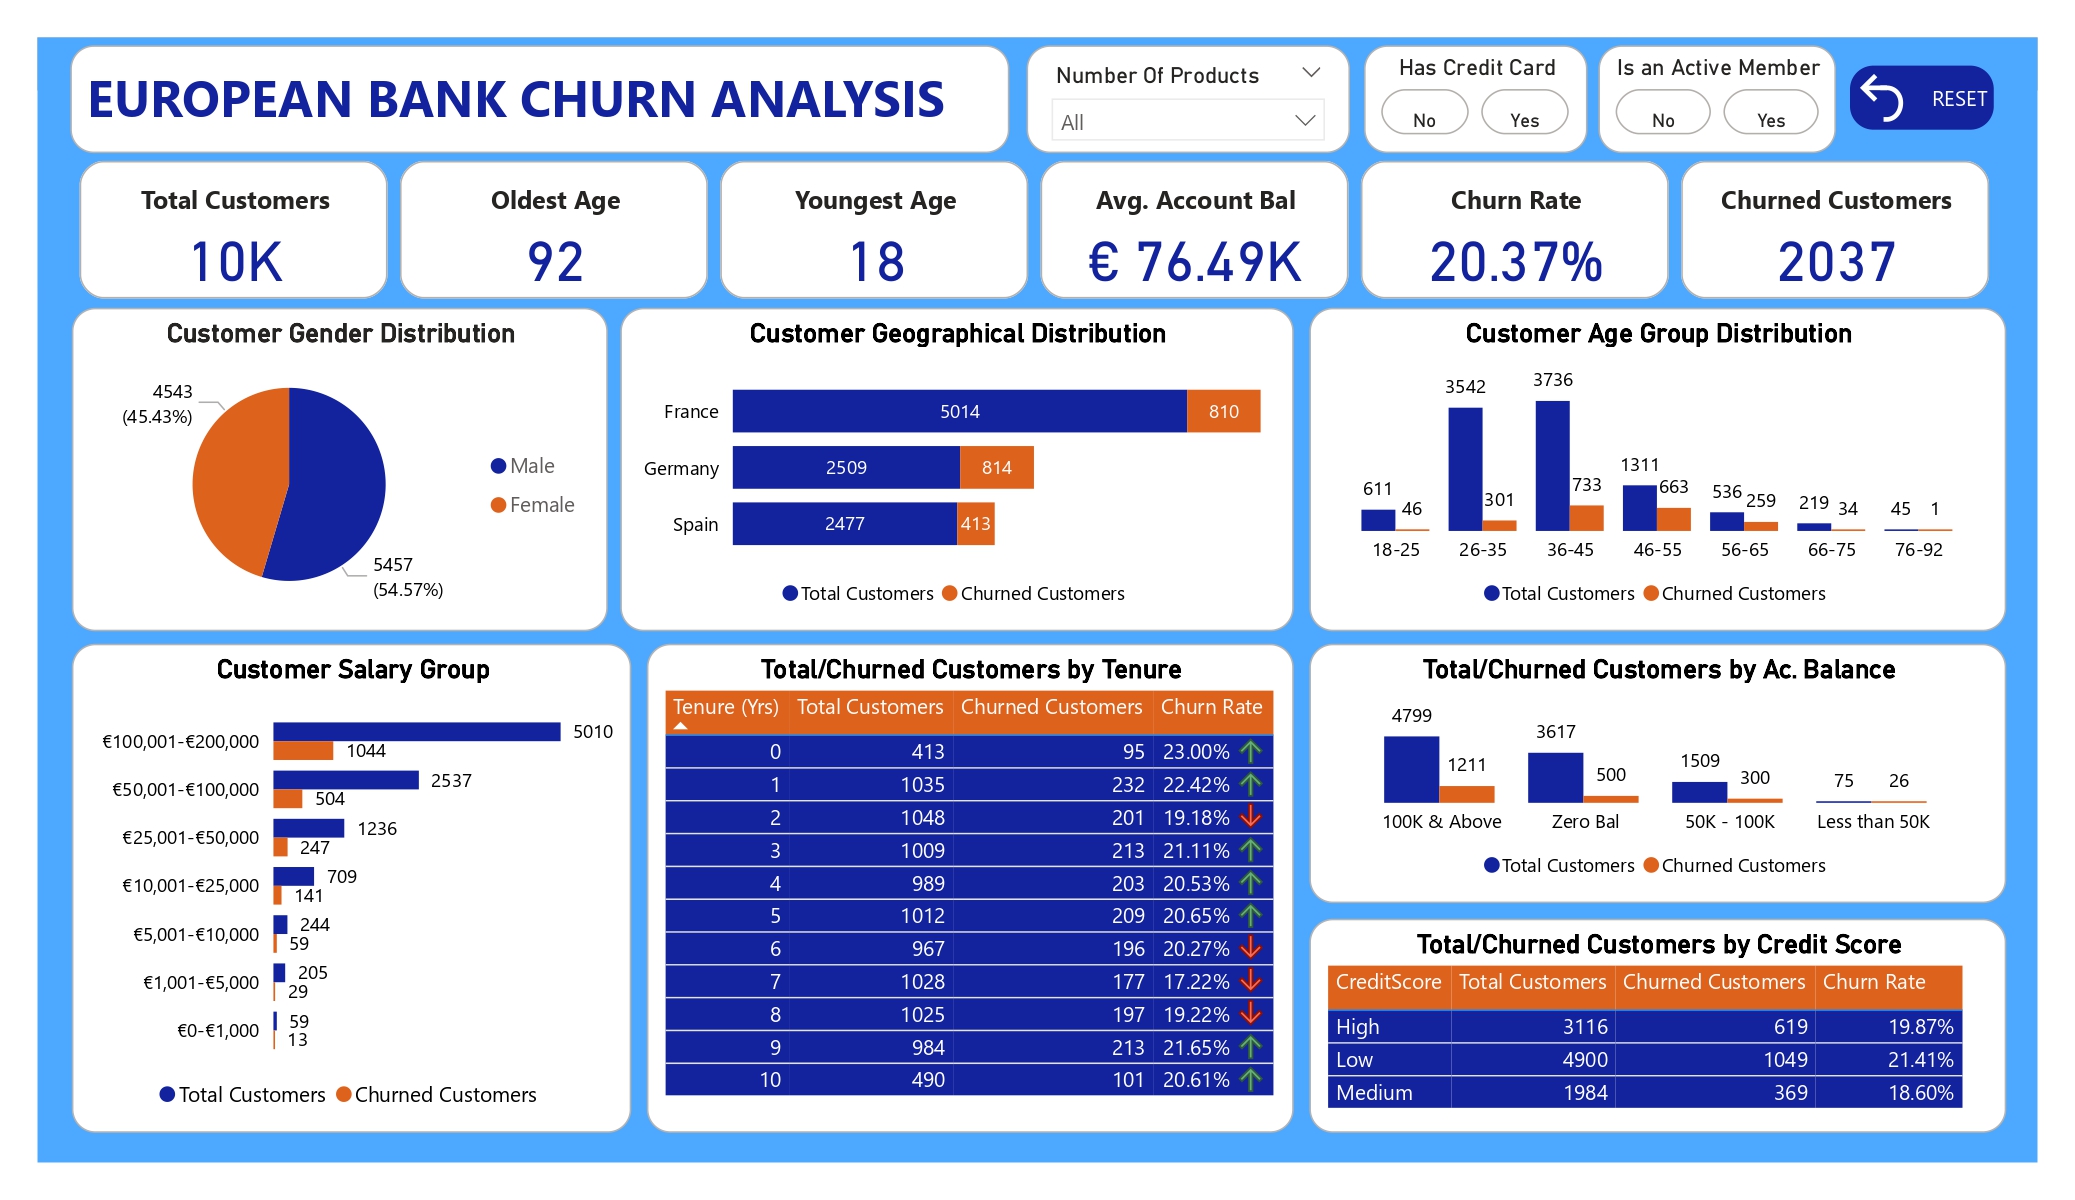 EUROPEAN BANK CHURN ANALYSIS
Number Of Products
All
Has Credit Card
No Yes
Is an Active Member
No Yes
RESET
Total Customers
10K
Oldest Age
92
Youngest Age
18
Avg. Account Bal
€ 76.49K
Churn Rate
20.37%
Churned Customers
2037
Customer Gender Distribution
4543
(45.43%)
Male
Female
5457
(54.57%)
Customer Geographical Distribution
France 5014 810
Germany 2509 814
Spain 2477 413
Total Customers Churned Customers
Customer Age Group Distribution
611 46 3542 301 3736 733 1311 663 536 259 219 34 45 1
18-25 26-35 36-45 46-55 56-65 66-75 76-92
Total Customers Churned Customers
Customer Salary Group
€100,001-€200,000 5010
1044
€50,001-€100,000 2537
504
€25,001-€50,000 1236
247
€10,001-€25,000 709
141
€5,001-€10,000 244
59
€1,001-€5,000 205
29
€0-€1,000 59
13
Total Customers Churned Customers
Total/Churned Customers by Tenure
Tenure (Yrs) Total Customers Churned Customers Churn Rate
0 413 95 23.00%
1 1035 232 22.42%
2 1048 201 19.18%
3 1009 213 21.11%
4 989 203 20.53%
5 1012 209 20.65%
6 967 196 20.27%
7 1028 177 17.22%
8 1025 197 19.22%
9 984 213 21.65%
10 490 101 20.61%
Total/Churned Customers by Ac. Balance
4799 1211 3617 500 1509 300 75 26
100K & Above Zero Bal 50K - 100K Less than 50K
Total Customers Churned Customers
Total/Churned Customers by Credit Score
CreditScore Total Customers Churned Customers Churn Rate
High 3116 619 19.87%
Low 4900 1049 21.41%
Medium 1984 369 18.60%